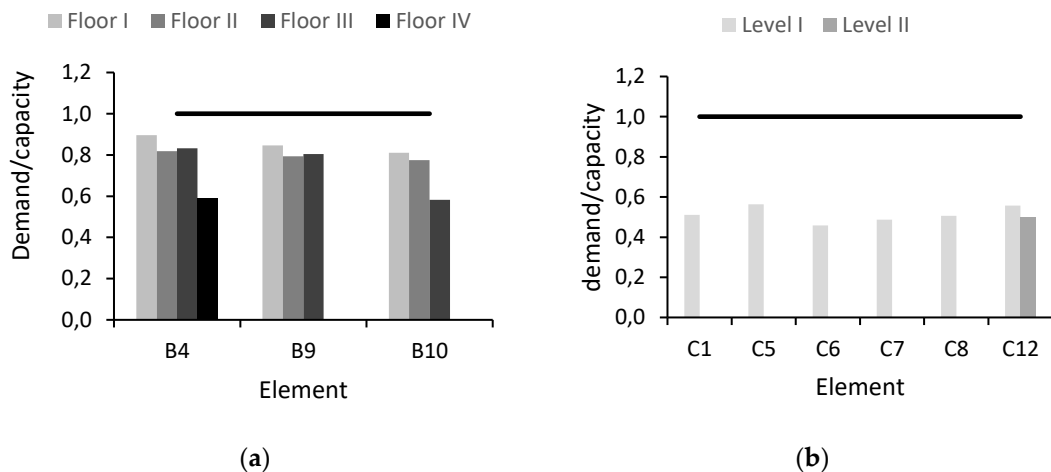 Floor I Floor II Floor III Floor IV
Demand/capacity
1,2
1,0
0,8
0,6
0,4
0,2
0,0
B4 B9 B10
Element
(a)
Level I Level II
demand/capacity
1,2
1,0
0,8
0,6
0,4
0,2
0,0
C1 C5 C6 C7 C8 C12
Element
(b)